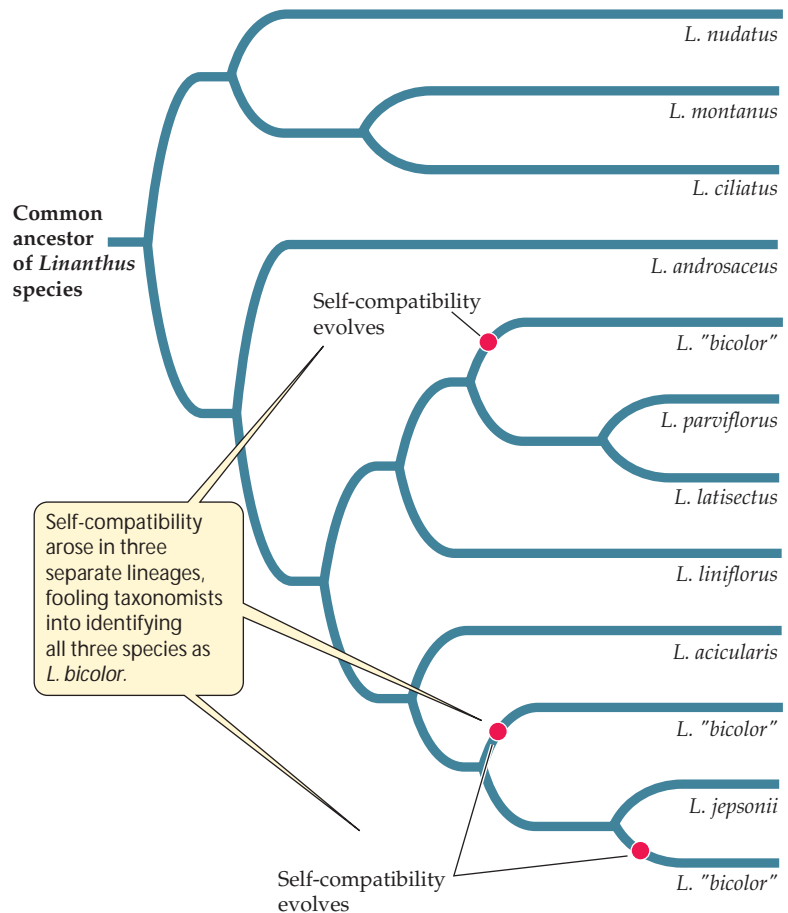 L. nudatus
L. montanus
L. ciliatus
Common
ancestor
of Linanthus
species
L. androsaceus
Self-compatibility
evolves
L. "bicolor"
L. parviflorus
L. latisectus
L. liniflorus
Self-compatibility
arose in three
separate lineages,
fooling taxonomists
into identifying
all three species as
L. bicolor.
L. acicularis
L. "bicolor"
L. jepsonii
L. "bicolor"
Self-compatibility
evolves